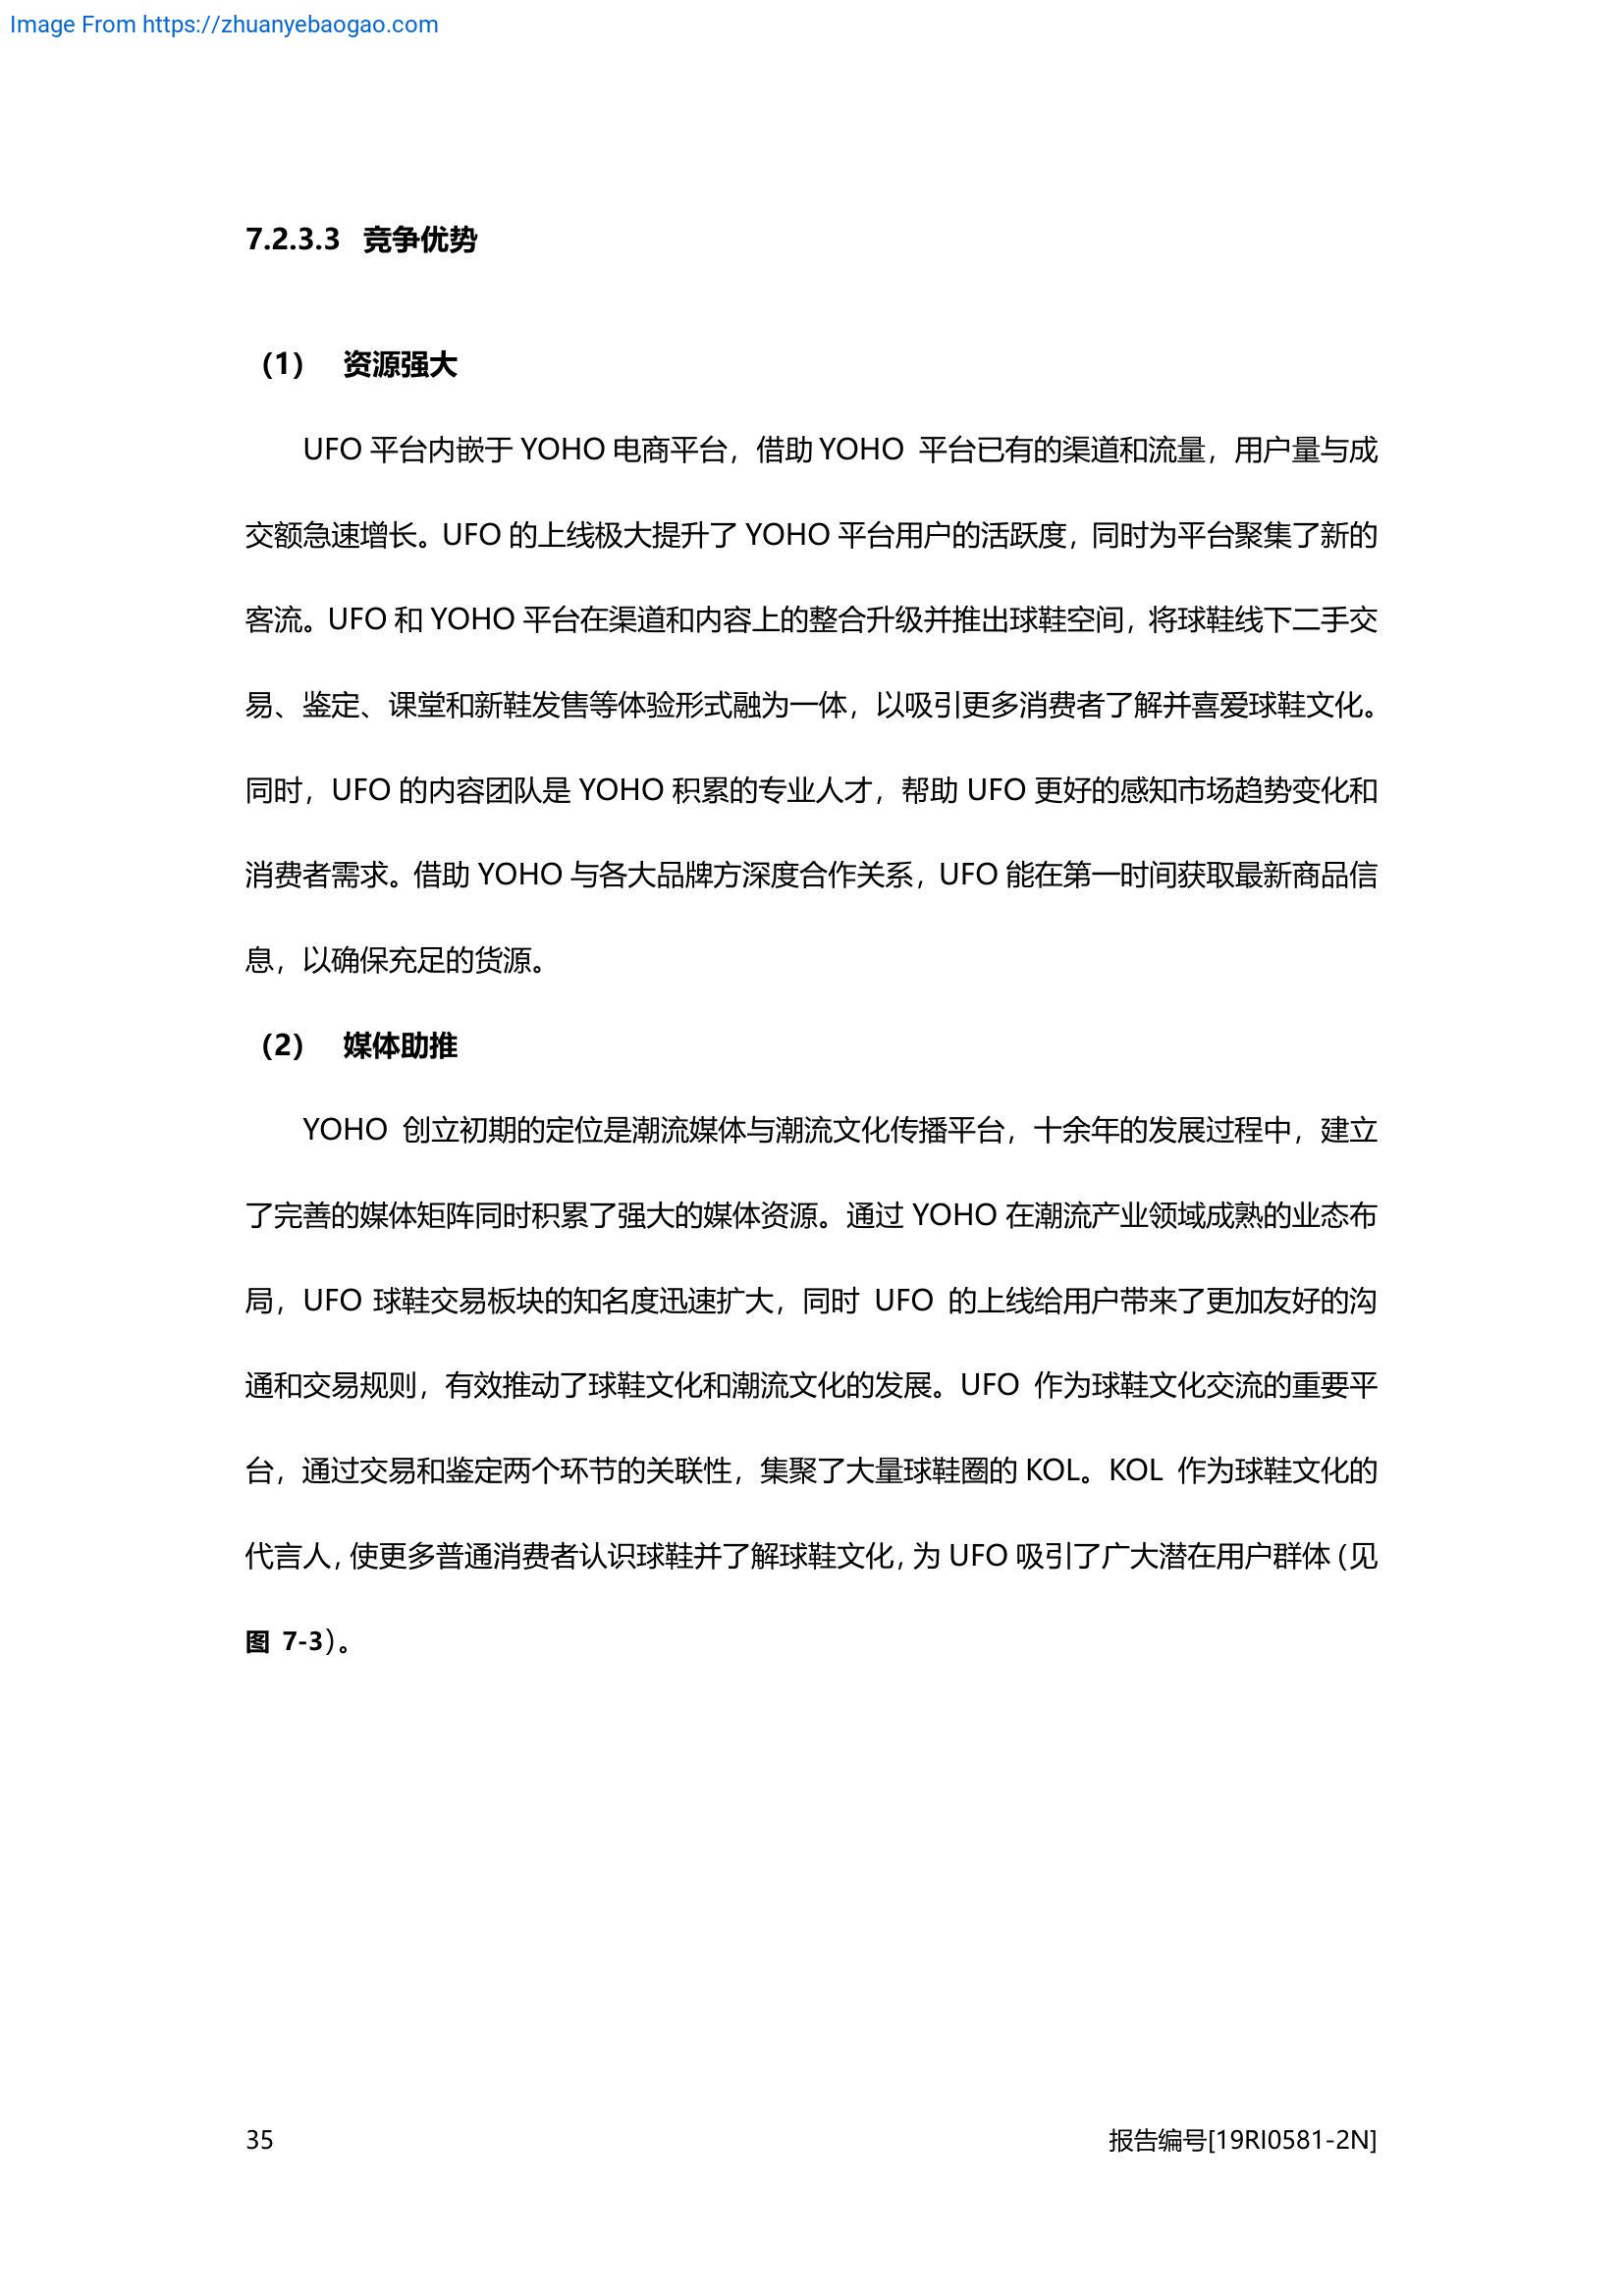 Image From https://zhuanyebaogao.com
7.2.3.3 竞争优势
（1） 资源强大
UFO 平台内嵌于 YOHO 电商平台，借助 YOHO 平台已有的渠道和流量，用户量与成
交额急速增长。UFO 的上线极大提升了 YOHO 平台用户的活跃度，同时为平台聚集了新的
客流。UFO 和 YOHO 平台在渠道和内容上的整合升级并推出球鞋空间，将球鞋线下二手交
易、鉴定、课堂和新鞋发售等体验形式融为一体，以吸引更多消费者了解并喜爱球鞋文化。
同时，UFO 的内容团队是 YOHO 积累的专业人才，帮助 UFO 更好的感知市场趋势变化和
消费者需求。借助 YOHO 与各大品牌方深度合作关系，UFO 能在第一时间获取最新商品信
息，以确保充足的货源。
（2） 媒体助推
YOHO 创立初期的定位是潮流媒体与潮流文化传播平台，十余年的发展过程中，建立
了完善的媒体矩阵同时积累了强大的媒体资源。通过 YOHO 在潮流产业领域成熟的业态布
局，UFO 球鞋交易板块的知名度迅速扩大，同时 UFO 的上线给用户带来了更加友好的沟
通和交易规则，有效推动了球鞋文化和潮流文化的发展。UFO 作为球鞋文化交流的重要平
台，通过交易和鉴定两个环节的关联性，集聚了大量球鞋圈的 KOL。KOL 作为球鞋文化的
代言人，使更多普通消费者认识球鞋并了解球鞋文化，为 UFO 吸引了广大潜在用户群体（见
图 7-3）。
35 报告编号[19RI0581-2N]